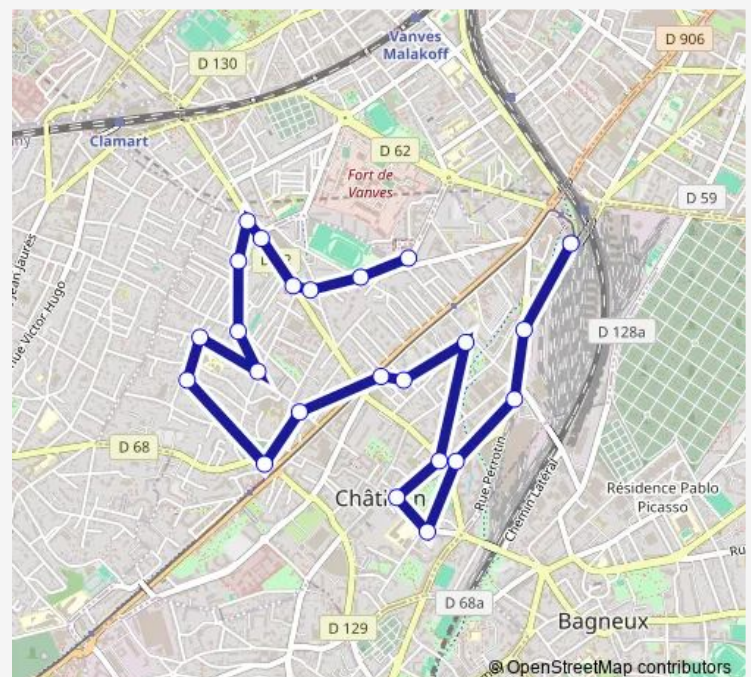 Vanves
Malakoff
D 906
D 130
Clamart
D 62
Fort de
Vanves
D 59
Jean Jaurès
rue Victor Hugo
D 128a
D 68
Rue Perrotin
Chemin Latéral
Résidence Pablo
Picasso
Ru
D 68a
D 129
Bagneux
© OpenStreetMap contributors